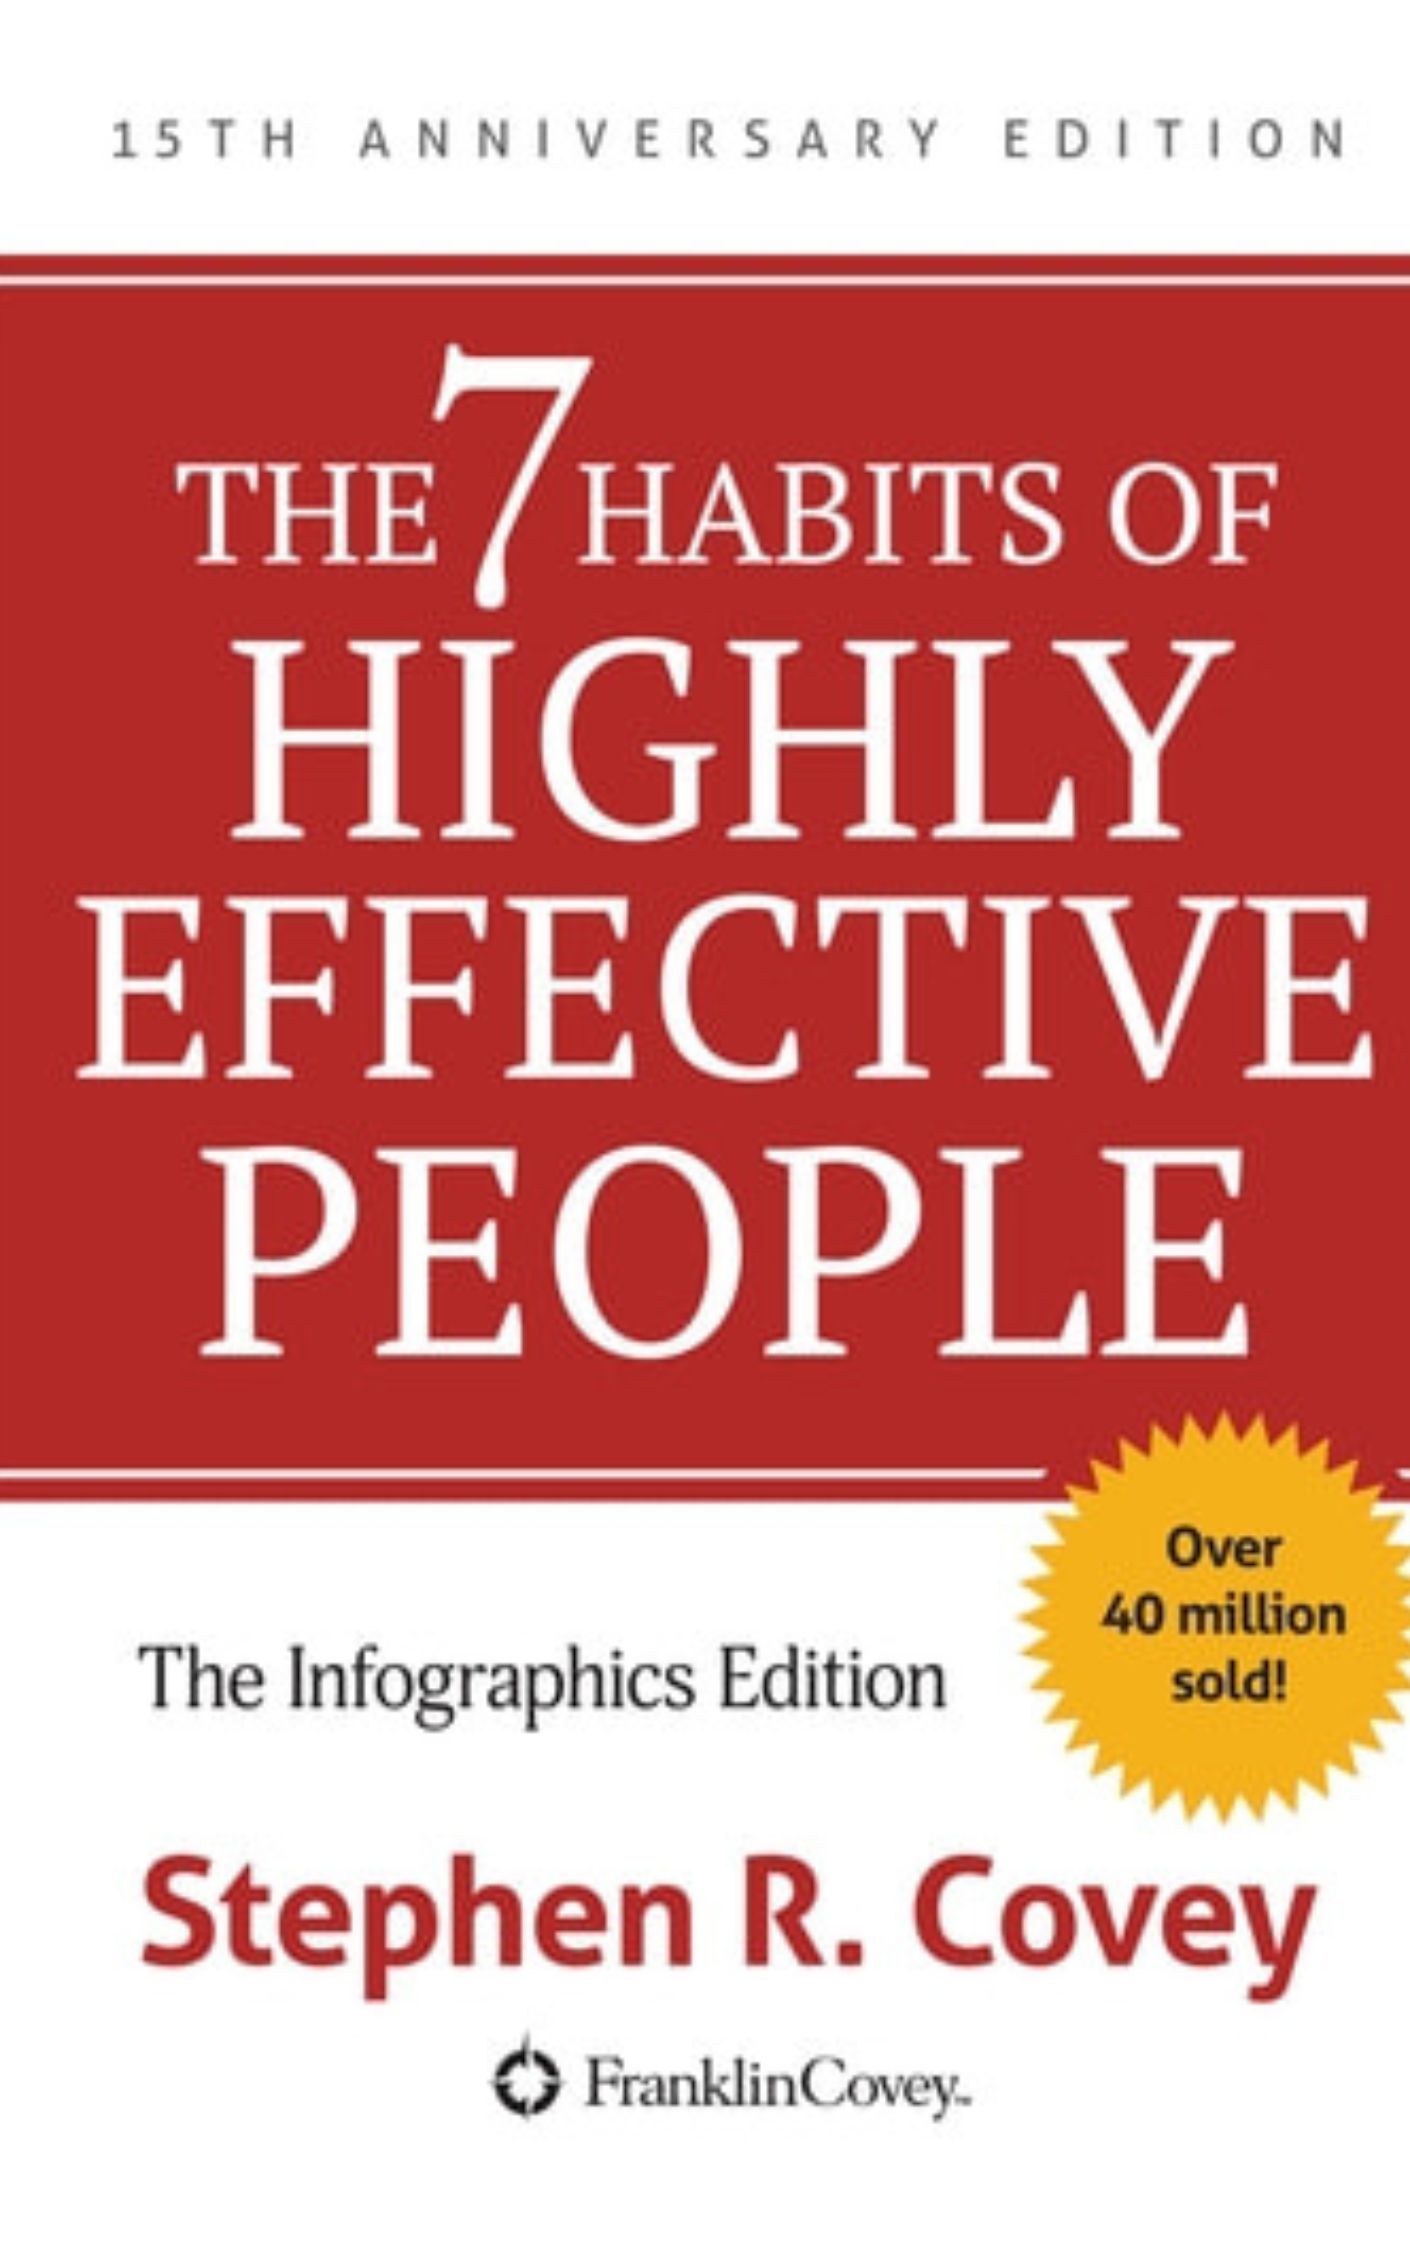 15TH ANNIVERSARY EDITION
THE 7 HABITS OF
HIGHLY
EFFECTIVE
PEOPLE
Over
40 million
sold!
The Infographics Edition
Stephen R. Covey
FranklinCovey™